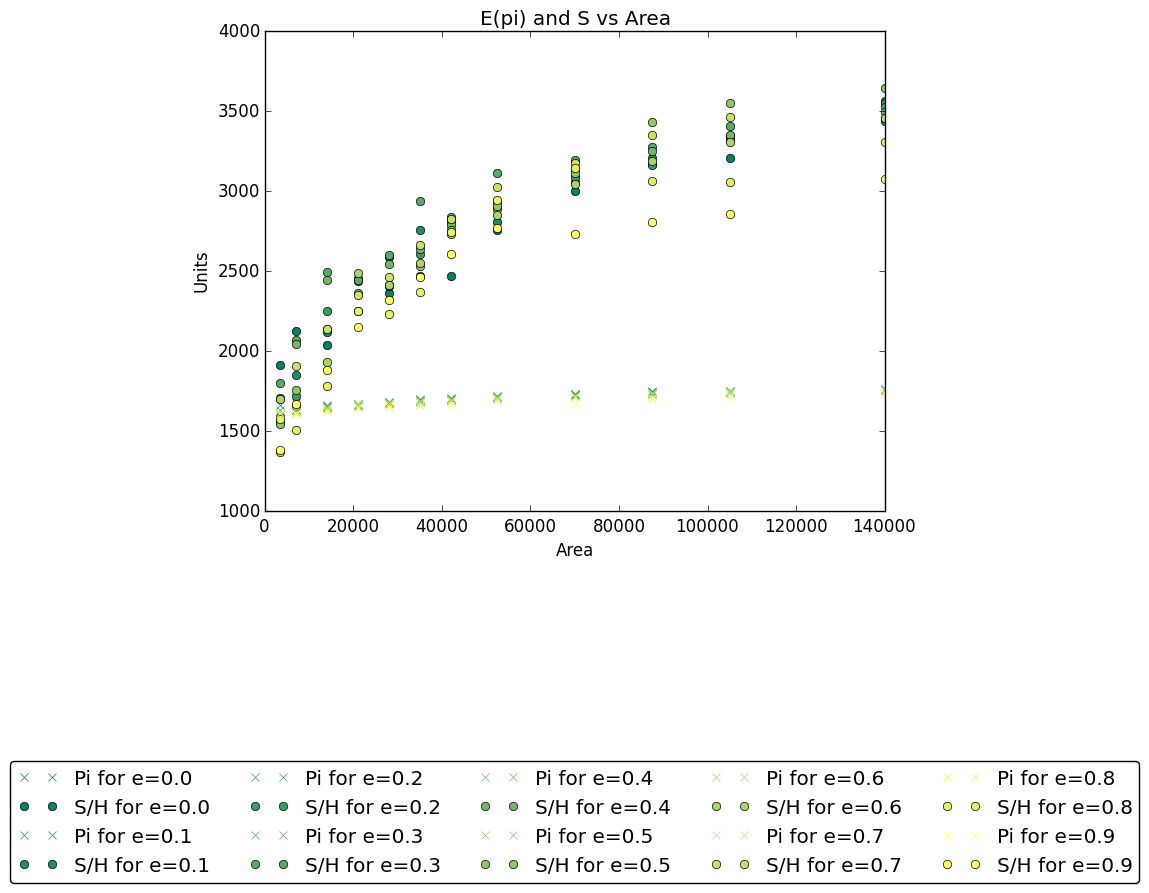 E(pi) and S vs Area
4000
3500
3000
2500
2000
1500
1000
Units
0 20000 40000 60000 80000 100000 120000 140000
Area
Pi for e=0.0 Pi for e=0.2 Pi for e=0.4 Pi for e=0.6 Pi for e=0.8
S/H for e=0.0 S/H for e=0.2 S/H for e=0.4 S/H for e=0.6 S/H for e=0.8
Pi for e=0.1 Pi for e=0.3 Pi for e=0.5 Pi for e=0.7 Pi for e=0.9
S/H for e=0.1 S/H for e=0.3 S/H for e=0.5 S/H for e=0.7 S/H for e=0.9